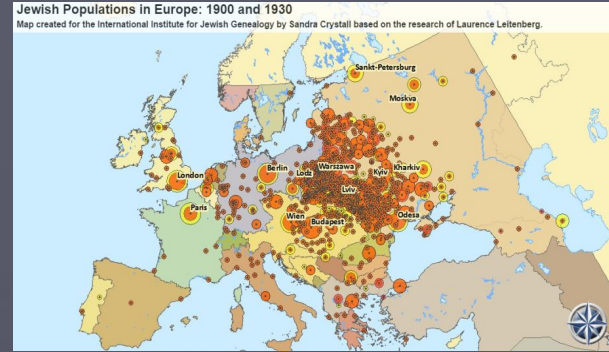 Jewish Populations in Europe: 1900 and 1930
Map created for the International Institute for Jewish Genealogy by Sandra Crystall based on the research of Laurence Leitenberg.
Sankt-Petersburg
Moskva
London
Berlin
Lodz
Warszawa
Kyiv
Kharkiv
Lviv
Paris
Wien
Budapest
Odesa